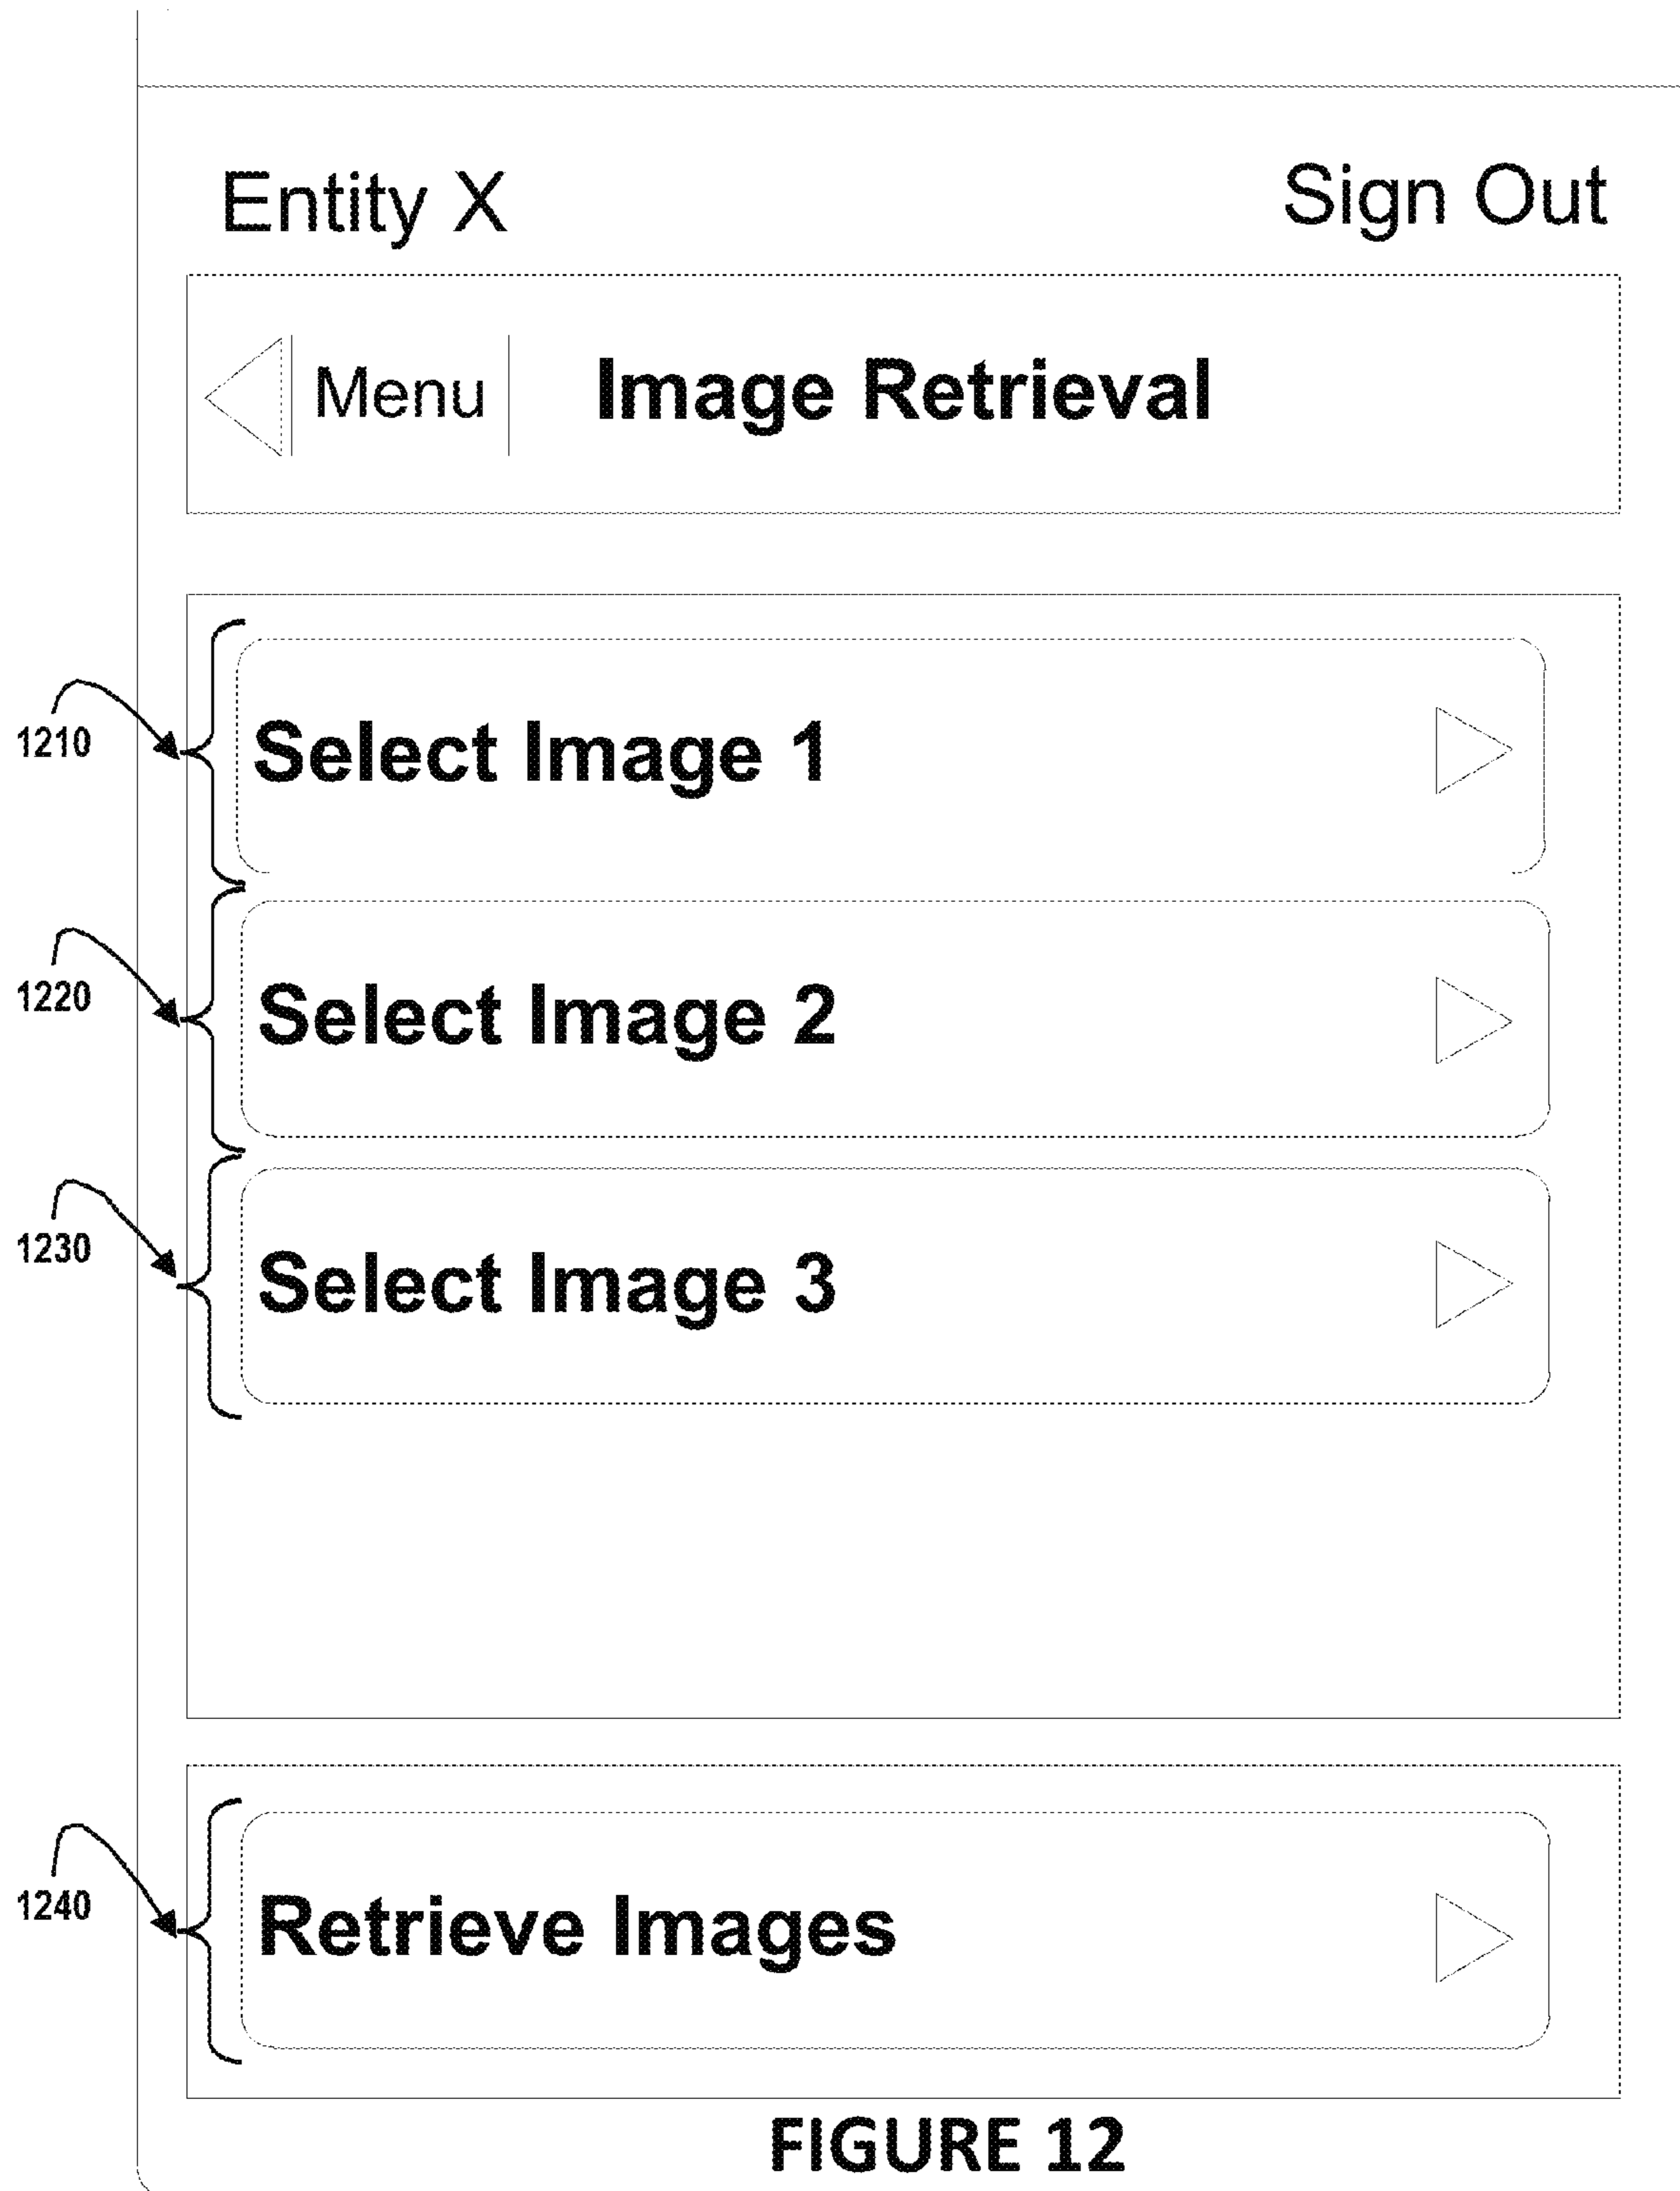 Entity X Sign Out
Menu Image Retrieval
1210 Select Image 1
1220 Select Image 2
1230 Select Image 3
1240 Retrieve Images
FIGURE 12